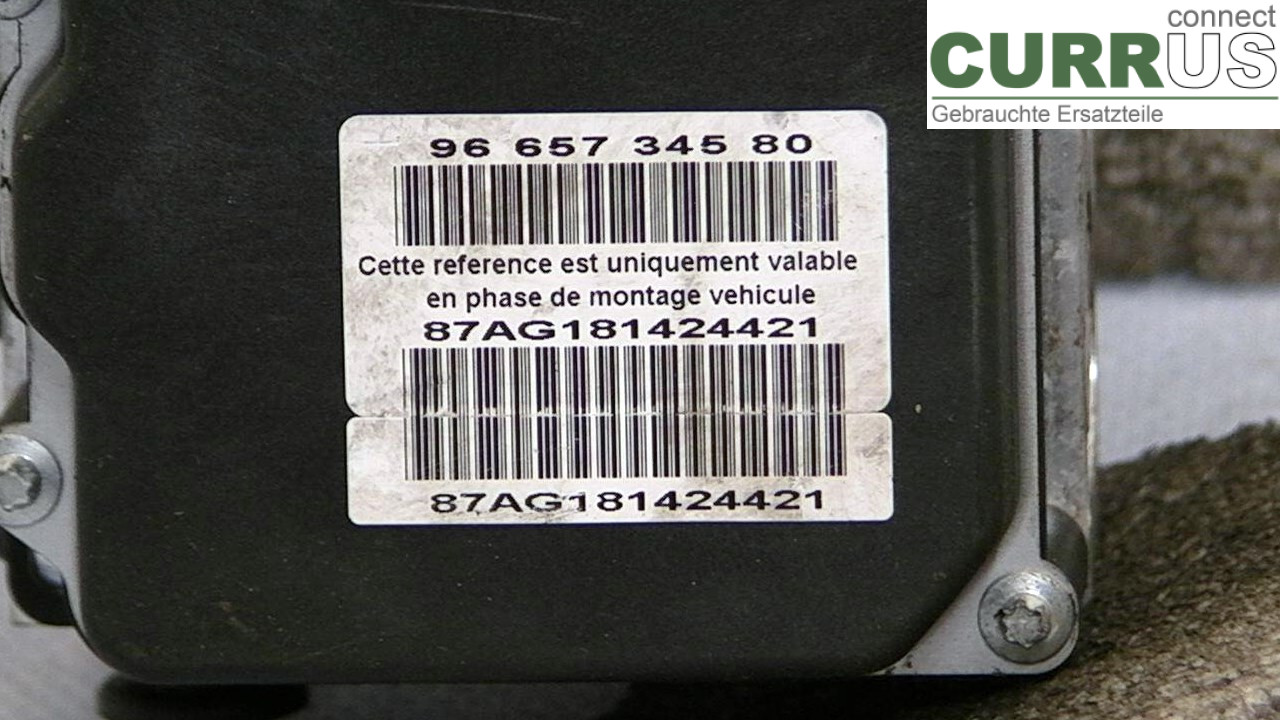 connect
CURRUS
Gebrauchte Ersatzteile
96 657 345 80
Cette reference est uniquement valable
en phase de montage vehicule
87AG181424421
87AG181424421